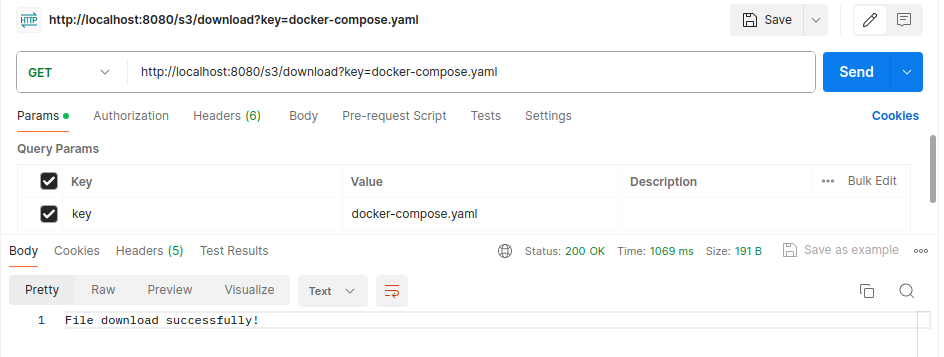 HTTP http://localhost:8080/s3/download?key=docker-compose.yaml Save
GET http://localhost:8080/s3/download?key=docker-compose.yaml Send
Params Authorization Headers (6) Body Pre-request Script Tests Settings Cookies
Query Params
Key Value Description Bulk Edit
key docker-compose.yaml
Body Cookies Headers (5) Test Results Status: 200 OK Time: 1069 ms Size: 191 B Save as example
Pretty Raw Preview Visualize Text
1 File download successfully!